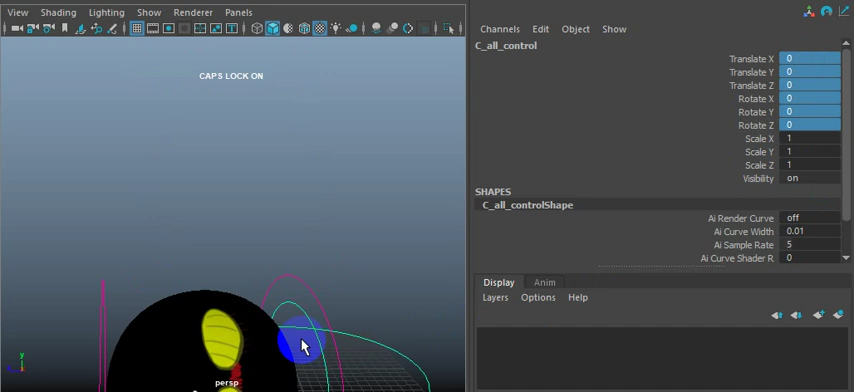 View Shading Lighting Show Renderer Panels
CAPS LOCK ON
persp
y
Channels Edit Object Show
C_all_control
Translate X 0
Translate Y 0
Translate Z 0
Rotate X 0
Rotate Y 0
Rotate Z 0
Scale X 1
Scale Y 1
Scale Z 1
Visibility on
SHAPES
C_all_controlShape
Ai Render Curve off
Ai Curve Width 0.01
Ai Sample Rate 5
Ai Curve Shader R 0
Display Anim
Layers Options Help